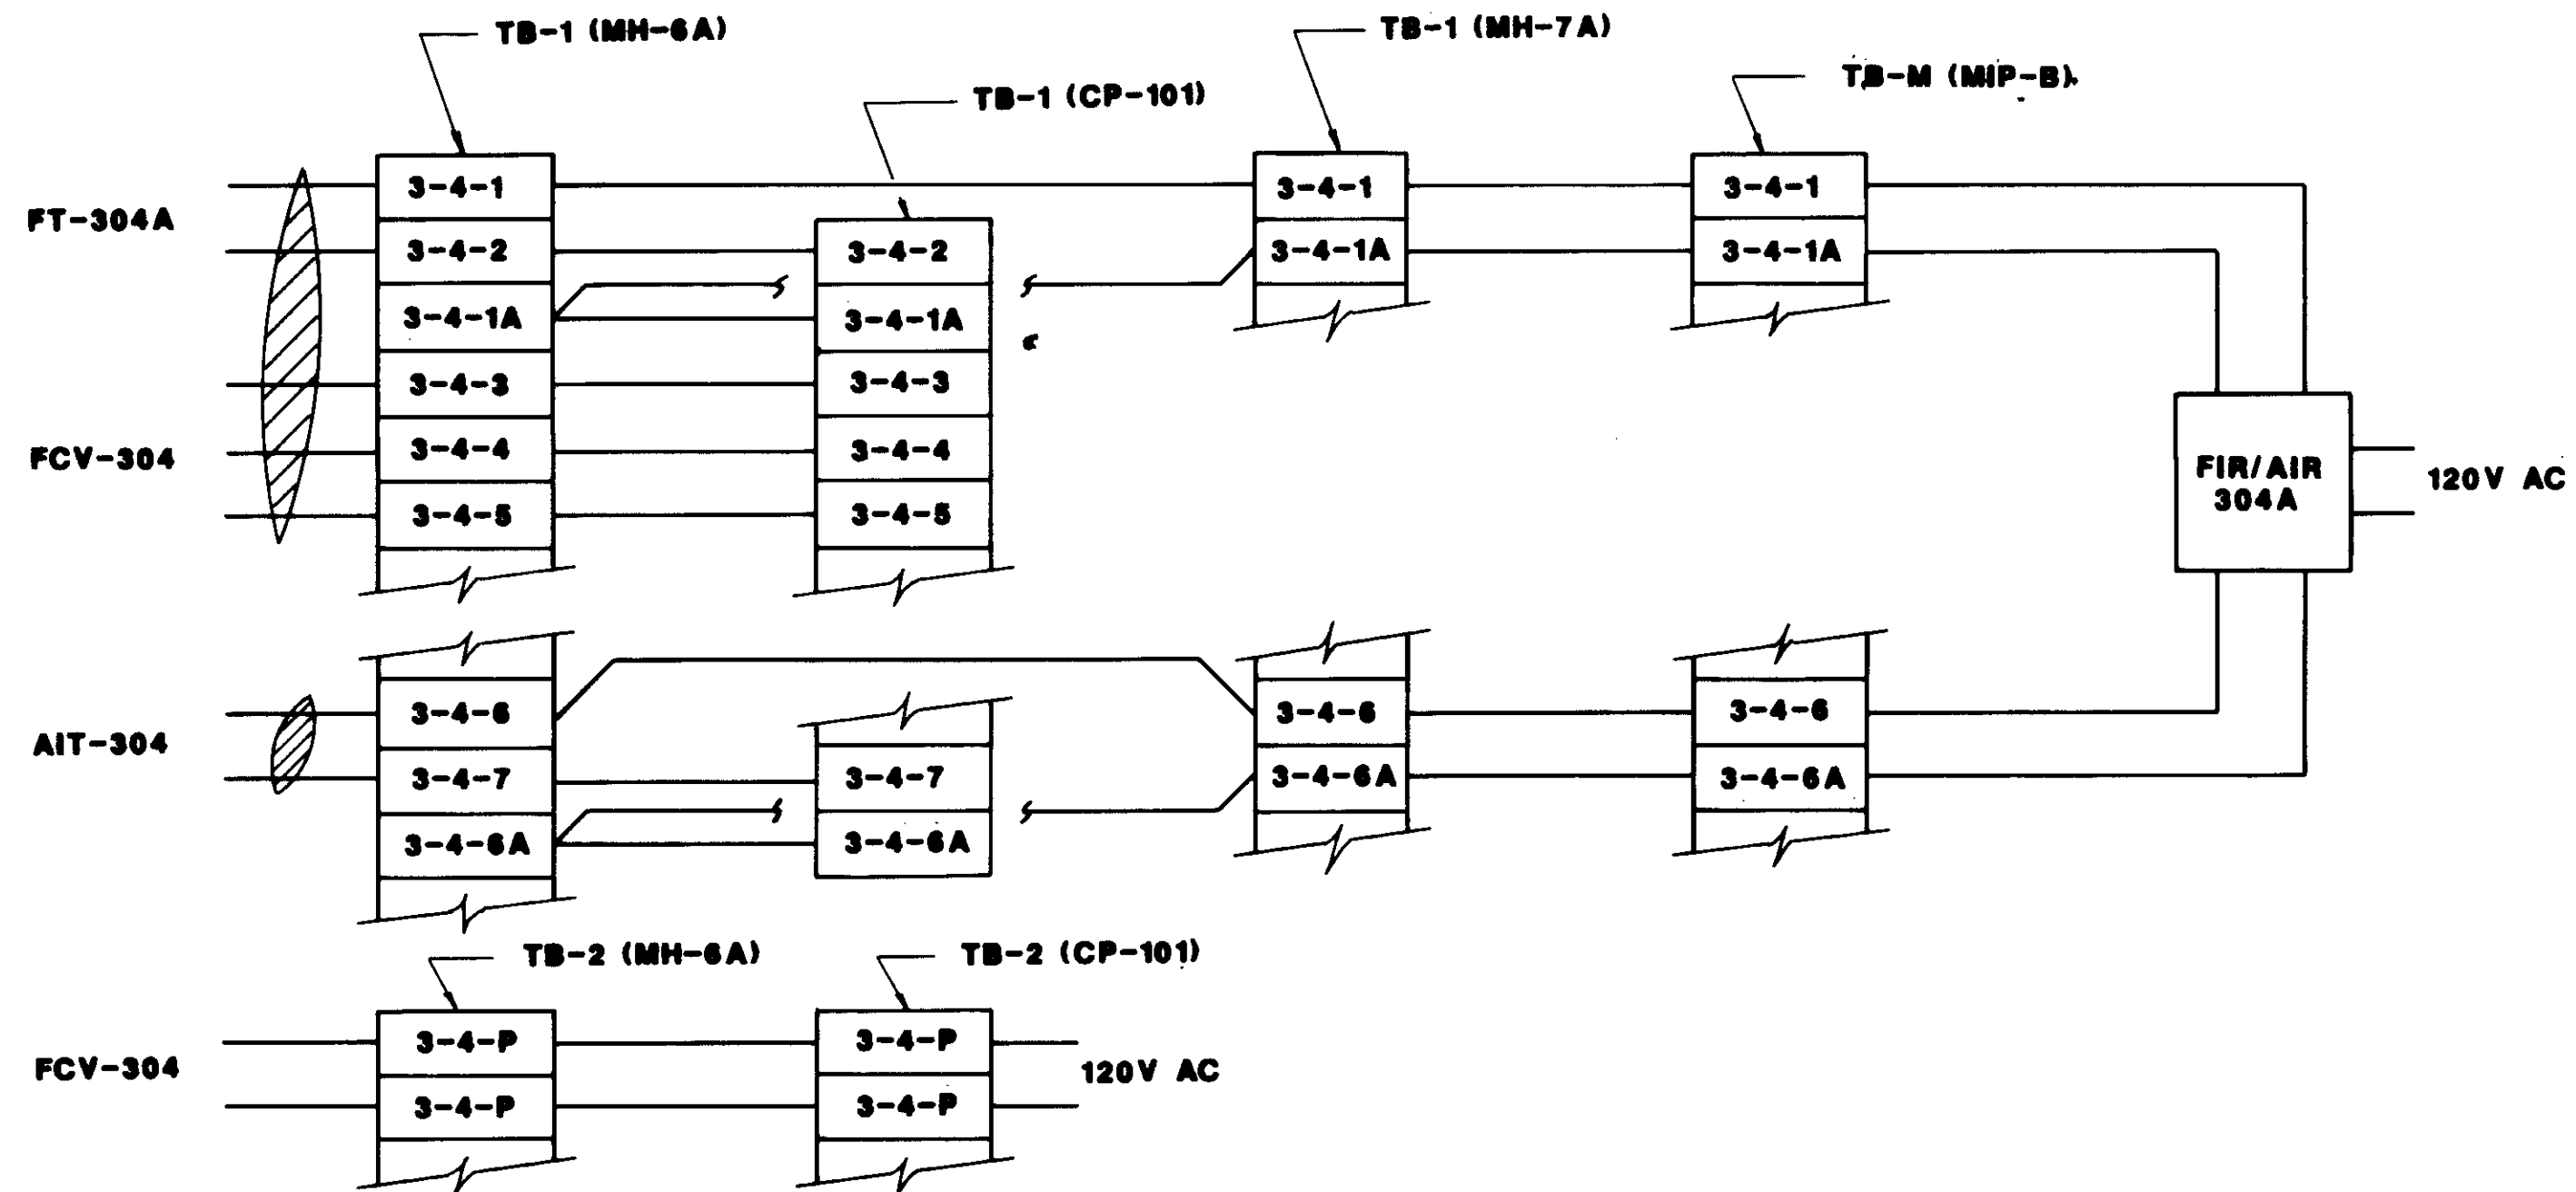 TB-1 (MH-6A)
TB-1 (MH-7A)
TB-M (MIP-B)
TB-1 (CP-101)
FT-304A
FCV-304
3-4-1
3-4-2
3-4-1A
3-4-3
3-4-4
3-4-5
3-4-2
3-4-1A
3-4-3
3-4-4
3-4-5
3-4-1
3-4-1A
3-4-1
3-4-1A
FIR/AIR
304A
120V AC
AIT-304
3-4-6
3-4-7
3-4-6A
3-4-7
3-4-6A
3-4-6
3-4-6A
3-4-6
3-4-6A
TB-2 (MH-6A)
TB-2 (CP-101)
FCV-304
3-4-P
3-4-P
3-4-P
3-4-P
120V AC